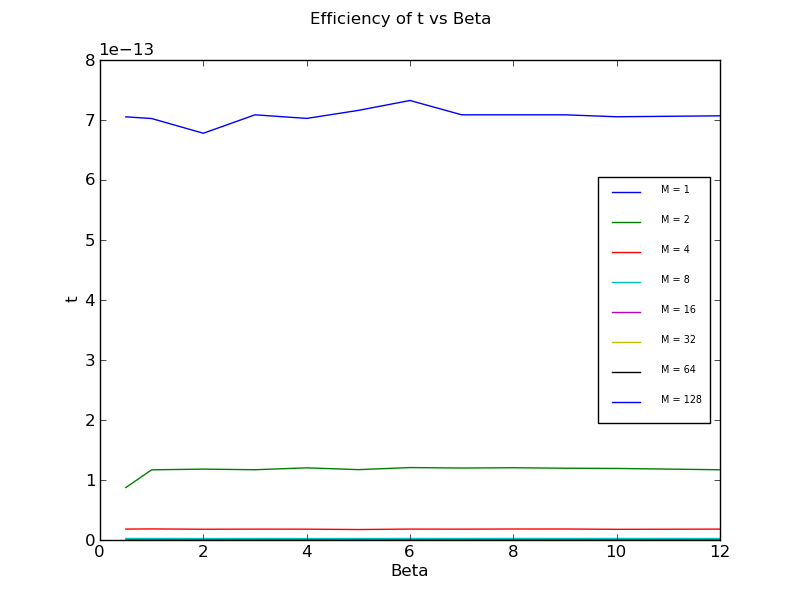 Efficiency of t vs Beta
1e−13
8
7
6
5
4
3
2
1
0
t
M = 1
M = 2
M = 4
M = 8
M = 16
M = 32
M = 64
M = 128
0 2 4 6 8 10 12
Beta